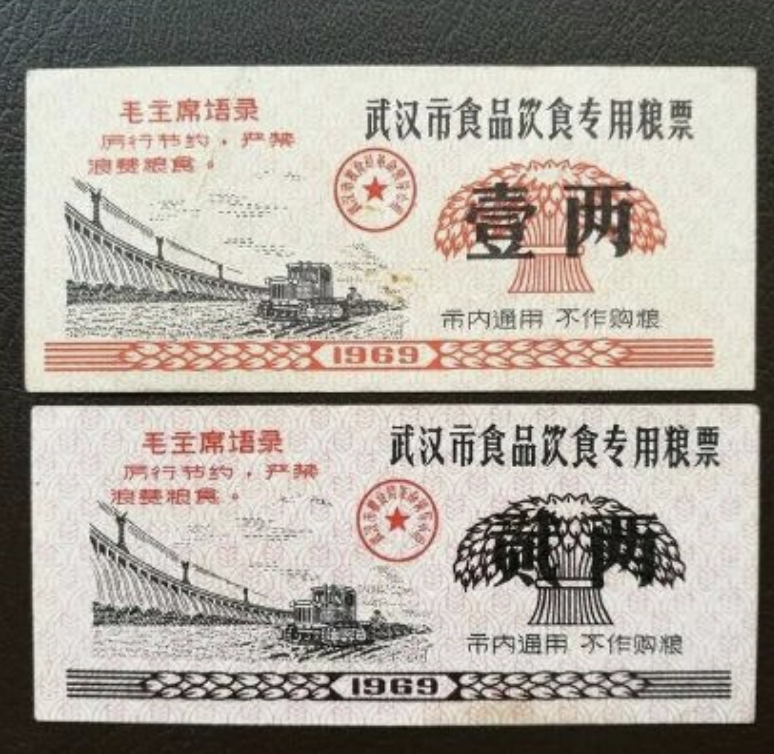 毛主席语录
厉行节约，严禁
浪费粮食。
武汉市食品饮食专用粮票
壹两
市内通用 不作购粮
1969
毛主席语录
厉行节约，严禁
浪费粮食。
武汉市食品饮食专用粮票
贰两
市内通用 不作购粮
1969